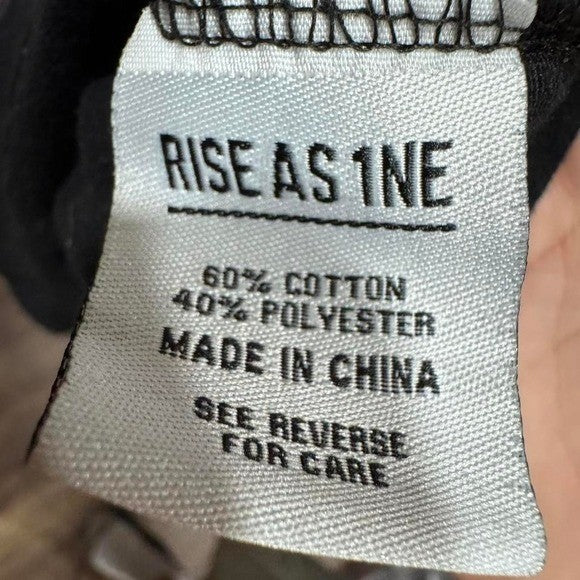 RISE AS 1NE
60% COTTON
40% POLYESTER
MADE IN CHINA
SEE REVERSE
FOR CARE